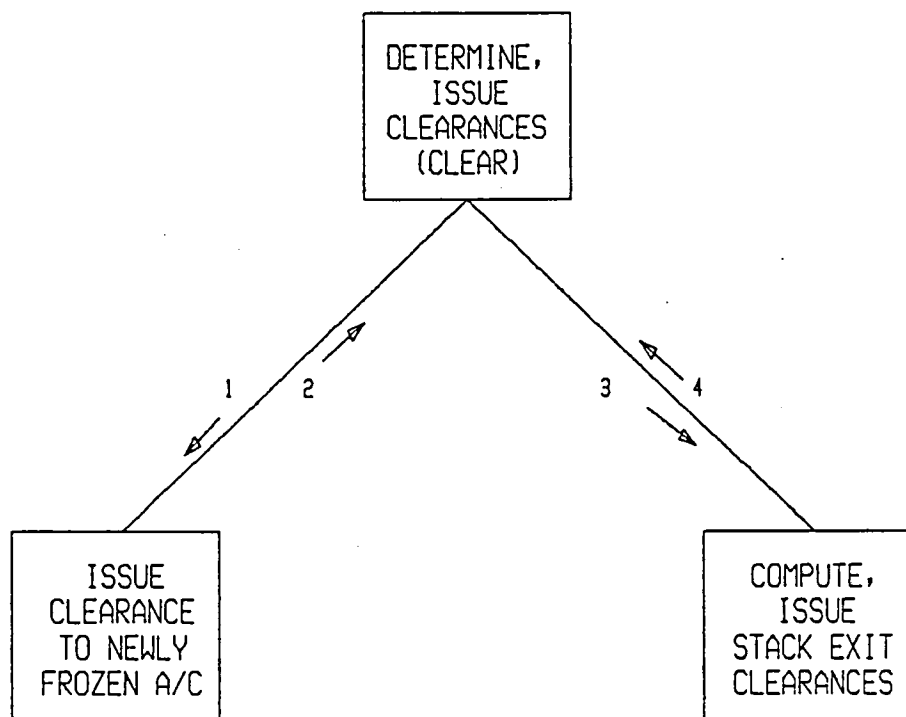 DETERMINE,
ISSUE
CLEARANCES
(CLEAR)
1
2
3
4
ISSUE
CLEARANCE
TO NEWLY
FROZEN A/C
COMPUTE,
ISSUE
STACK EXIT
CLEARANCES